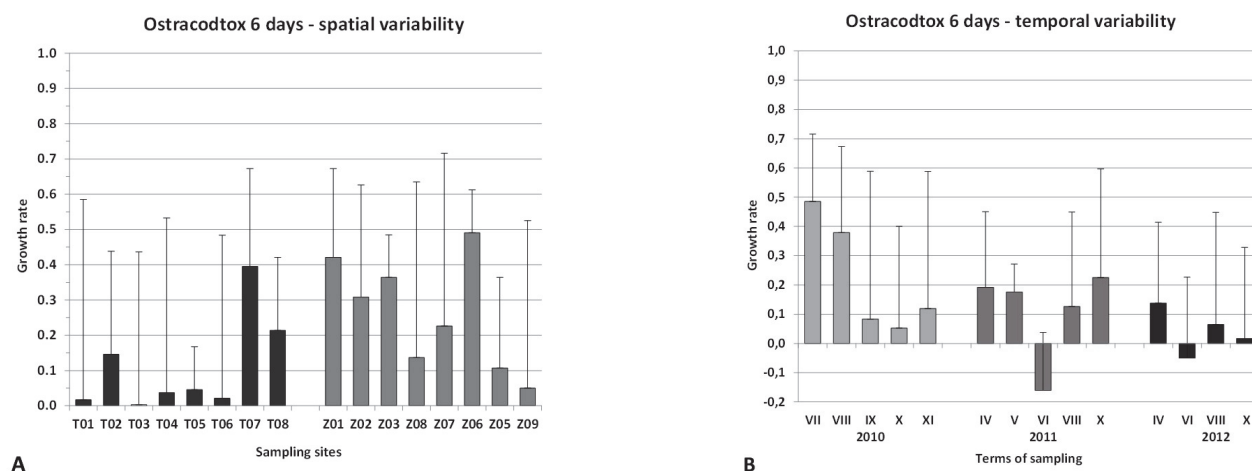 Ostracodtox 6 days - spatial variability
1.0
0.9
0.8
0.7
0.6
0.5
0.4
0.3
0.2
0.1
0.0
Growth rate
T01 T02 T03 T04 T05 T06 T07 T08 Z01 Z02 Z03 Z08 Z07 Z06 Z05 Z09
Sampling sites
A
Ostracodtox 6 days - temporal variability
1,0
0,9
0,8
0,7
0,6
0,5
0,4
0,3
0,2
0,1
0,0
-0,1
-0,2
Growth rate
VII VIII IX X XI IV V VI VIII X IV VI VIII X
2010 2011 2012
Terms of sampling
B